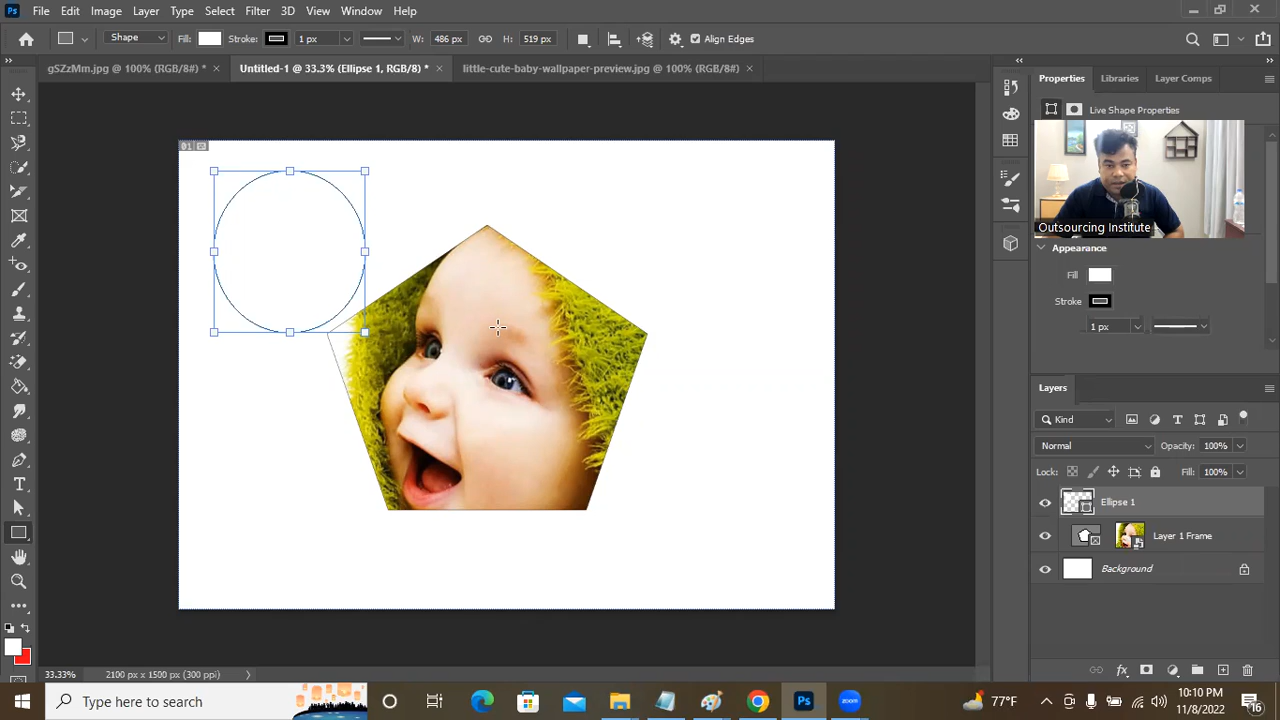 Ps File Edit Image Layer Type Select Filter 3D View Window Help
Shape Fill: Stroke: 1 px W: 486 px H: 519 px Align Edges
gSZzMm.jpg @ 100% (RGB/8#) * × Untitled-1 @ 33.3% (Ellipse 1, RGB/8) * × little-cute-baby-wallpaper-preview.jpg @ 100% (RGB/8#) ×
Properties Libraries Layer Comps
Live Shape Properties
01
Outsourcing Institute
Appearance
Fill
Stroke
1 px
Layers
Kind
Normal Opacity: 100%
Lock: Fill: 100%
Ellipse 1
Layer 1 Frame
Background
33.33% 2100 px x 1500 px (300 ppi)
Type here to search
Ps
77°F
10:10 PM
11/8/2022
16